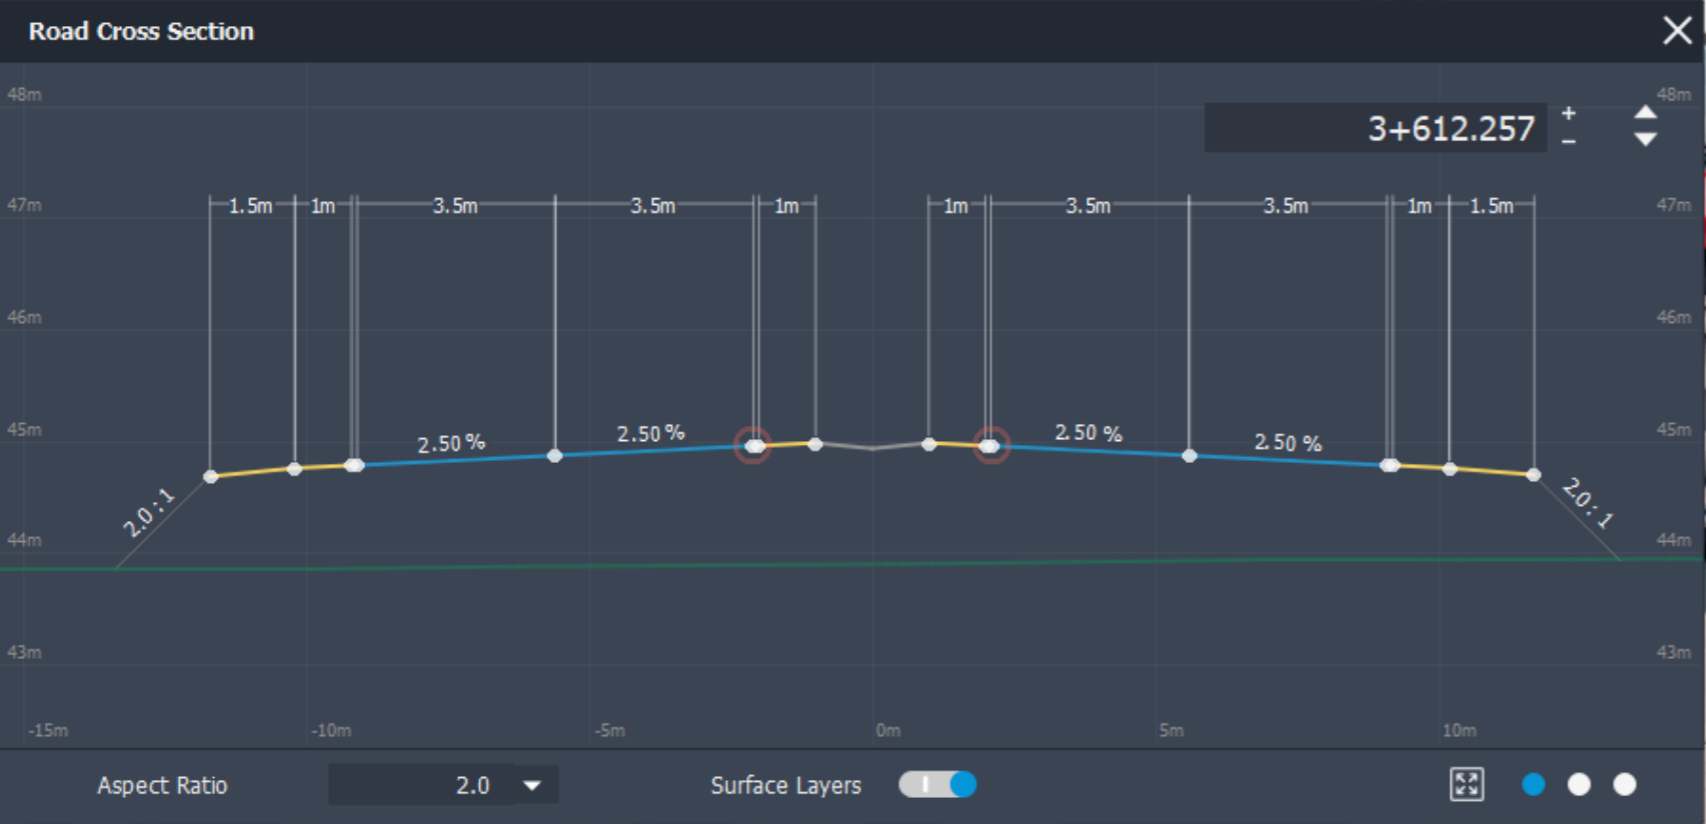 Road Cross Section
48m 48m
3+612.257 + −
47m 1.5m 1m 3.5m 3.5m 1m 1m 3.5m 3.5m 1m 1.5m 47m
46m 46m
45m 2.50 % 2.50 % 2.50 % 2.50 % 45m
2.0 : 1 2.0 : 1
44m 44m
43m 43m
-15m -10m -5m 0m 5m 10m
Aspect Ratio 2.0 Surface Layers